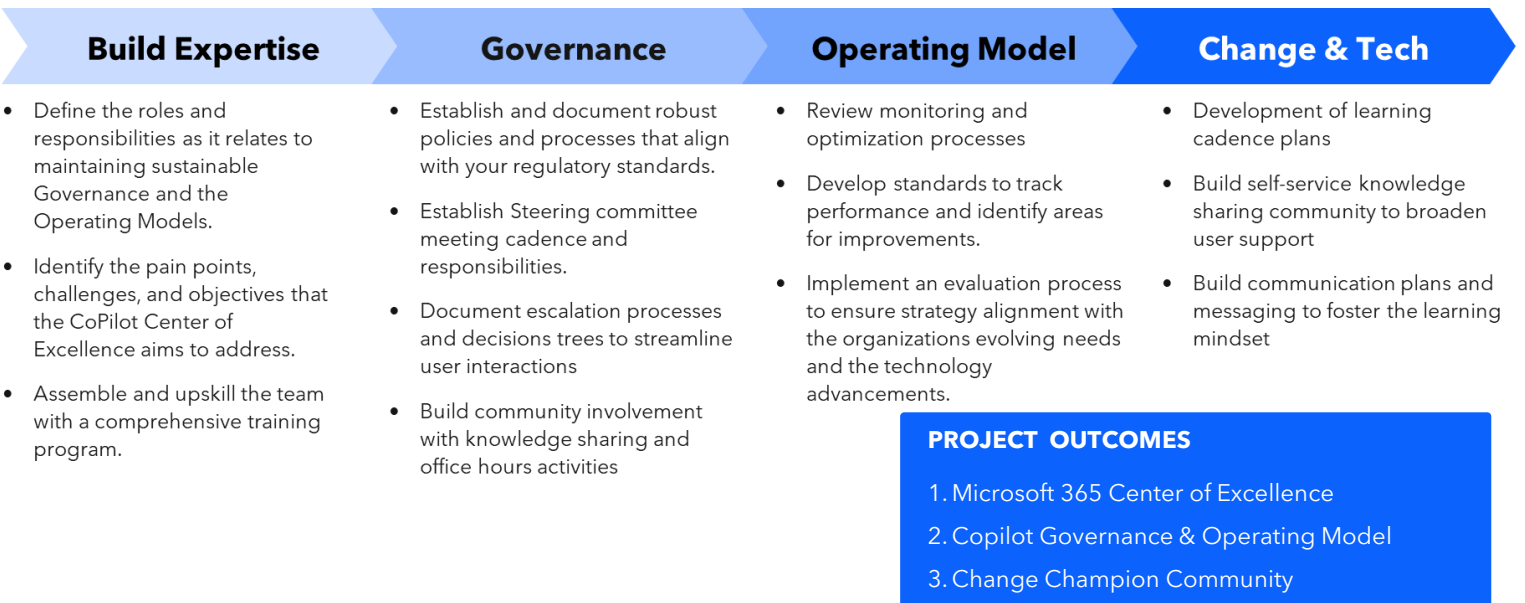 Build Expertise
Governance
Operating Model
Change & Tech
• Define the roles and
responsibilities as it relates to
maintaining sustainable
Governance and the
Operating Models.
• Identify the pain points,
challenges, and objectives that
the CoPilot Center of
Excellence aims to address.
• Assemble and upskill the team
with a comprehensive training
program.
• Establish and document robust
policies and processes that align
with your regulatory standards.
• Establish Steering committee
meeting cadence and
responsibilities.
• Document escalation processes
and decisions trees to streamline
user interactions
• Build community involvement
with knowledge sharing and
office hours activities
• Review monitoring and
optimization processes
• Develop standards to track
performance and identify areas
for improvements.
• Implement an evaluation process
to ensure strategy alignment with
the organizations evolving needs
and the technology
advancements.
• Development of learning
cadence plans
• Build self-service knowledge
sharing community to broaden
user support
• Build communication plans and
messaging to foster the learning
mindset
PROJECT OUTCOMES
1. Microsoft 365 Center of Excellence
2. Copilot Governance & Operating Model
3. Change Champion Community